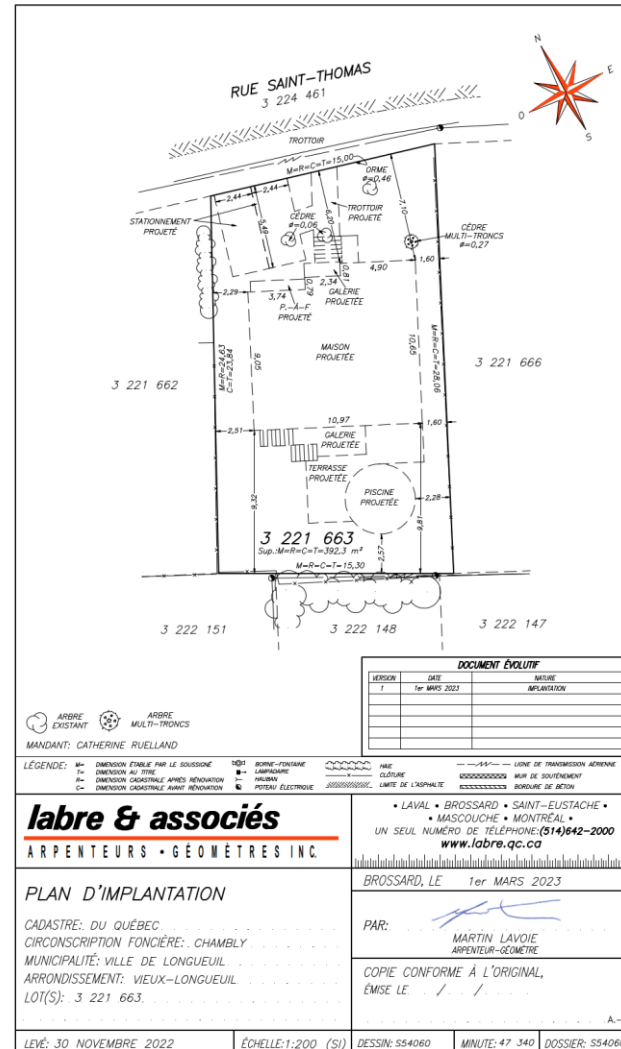 N
E
O
S
RUE SAINT-THOMAS
3 224 461
TROTTOIR
M=R=C=T=15,00
ORME
ø=0,46
2,44
2,44
STATIONNEMENT
PROJETÉ
5,49
CÈDRE
ø=0,06
6,20
TROTTOIR
PROJETÉ
7,10
CÈDRE
MULTI-TRONCS
ø=0,27
4,90
1,60
0,81
2,34
0,79
GALERIE
PROJETÉE
2,29
3,74
P.-À-F
PROJETÉ
MAISON
PROJETÉE
M=R=24,63
C=T=23,84
9,05
10,65
M=R=C=T=28,06
3 221 662
3 221 666
2,51
10,97
1,60
GALERIE
PROJETÉE
TERRASSE
PROJETÉE
PISCINE
PROJETÉE
2,28
9,32
9,81
2,57
3 221 663
Sup.:M=R=C=T=392,3 m²
M=R=C=T=15,30
3 222 151
3 222 148
3 222 147
DOCUMENT ÉVOLUTIF
VERSION DATE NATURE
1 1er MARS 2023 IMPLANTATION
ARBRE
EXISTANT
ARBRE
MULTI-TRONCS
MANDANT: CATHERINE RUELLAND
LÉGENDE:
M= DIMENSION ÉTABLIE PAR LE SOUSSIGNÉ
T= DIMENSION AU TITRE
R= DIMENSION CADASTRALE APRÈS RÉNOVATION
C= DIMENSION CADASTRALE AVANT RÉNOVATION
BORNE-FONTAINE
LAMPADAIRE
HAUBAN
POTEAU ÉLECTRIQUE
HAIE
CLÔTURE
LIMITE DE L'ASPHALTE
LIGNE DE TRANSMISSION AÉRIENNE
MUR DE SOUTÈNEMENT
BORDURE DE BÉTON
labre & associés
ARPENTEURS • GÉOMÈTRES INC.
• LAVAL • BROSSARD • SAINT-EUSTACHE •
• MASCOUCHE • MONTRÉAL •
UN SEUL NUMÉRO DE TÉLÉPHONE:(514)642-2000
www.labre.qc.ca
PLAN D'IMPLANTATION
CADASTRE: DU QUÉBEC
CIRCONSCRIPTION FONCIÈRE: CHAMBLY
MUNICIPALITÉ: VILLE DE LONGUEUIL
ARRONDISSEMENT: VIEUX-LONGUEUIL
LOT(S): 3 221 663
BROSSARD, LE 1er MARS 2023
PAR:
MARTIN LAVOIE
ARPENTEUR-GÉOMÈTRE
COPIE CONFORME À L'ORIGINAL,
ÉMISE LE / /
A.-
LEVÉ: 30 NOVEMBRE 2022
ÉCHELLE:1:200 (SI)
DESSIN: S54060
MINUTE: 47 340
DOSSIER: S54060